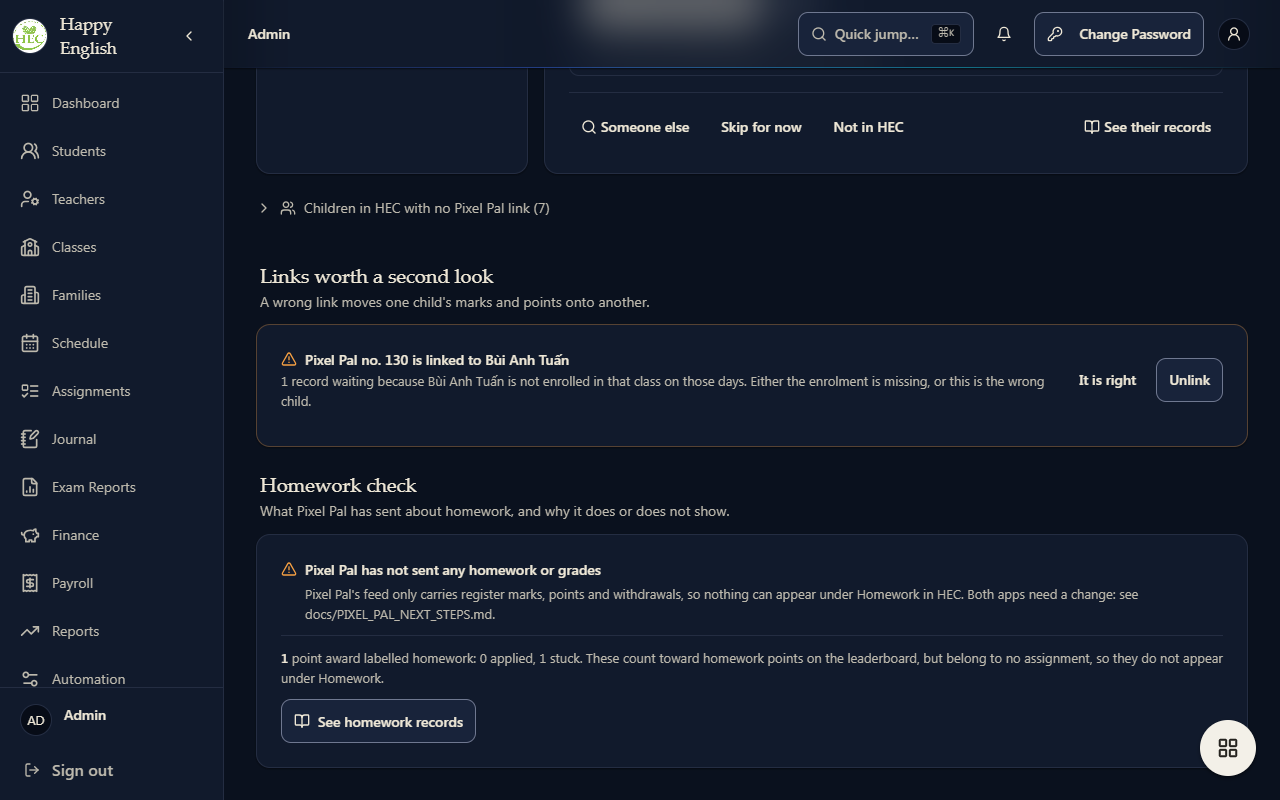 Happy
English
HEC
Admin
Quick jump... ⌘K
Change Password
Dashboard
Students
Teachers
Classes
Families
Schedule
Assignments
Journal
Exam Reports
Finance
Payroll
Reports
Automation
AD
Admin
Sign out
Someone else
Skip for now
Not in HEC
See their records
Children in HEC with no Pixel Pal link (7)
Links worth a second look
A wrong link moves one child's marks and points onto another.
Pixel Pal no. 130 is linked to Bùi Anh Tuấn
1 record waiting because Bùi Anh Tuấn is not enrolled in that class on those days. Either the enrolment is missing, or this is the wrong
child.
It is right
Unlink
Homework check
What Pixel Pal has sent about homework, and why it does or does not show.
Pixel Pal has not sent any homework or grades
Pixel Pal's feed only carries register marks, points and withdrawals, so nothing can appear under Homework in HEC. Both apps need a change: see
docs/PIXEL_PAL_NEXT_STEPS.md.
1 point award labelled homework: 0 applied, 1 stuck. These count toward homework points on the leaderboard, but belong to no assignment, so they do not appear
under Homework.
See homework records